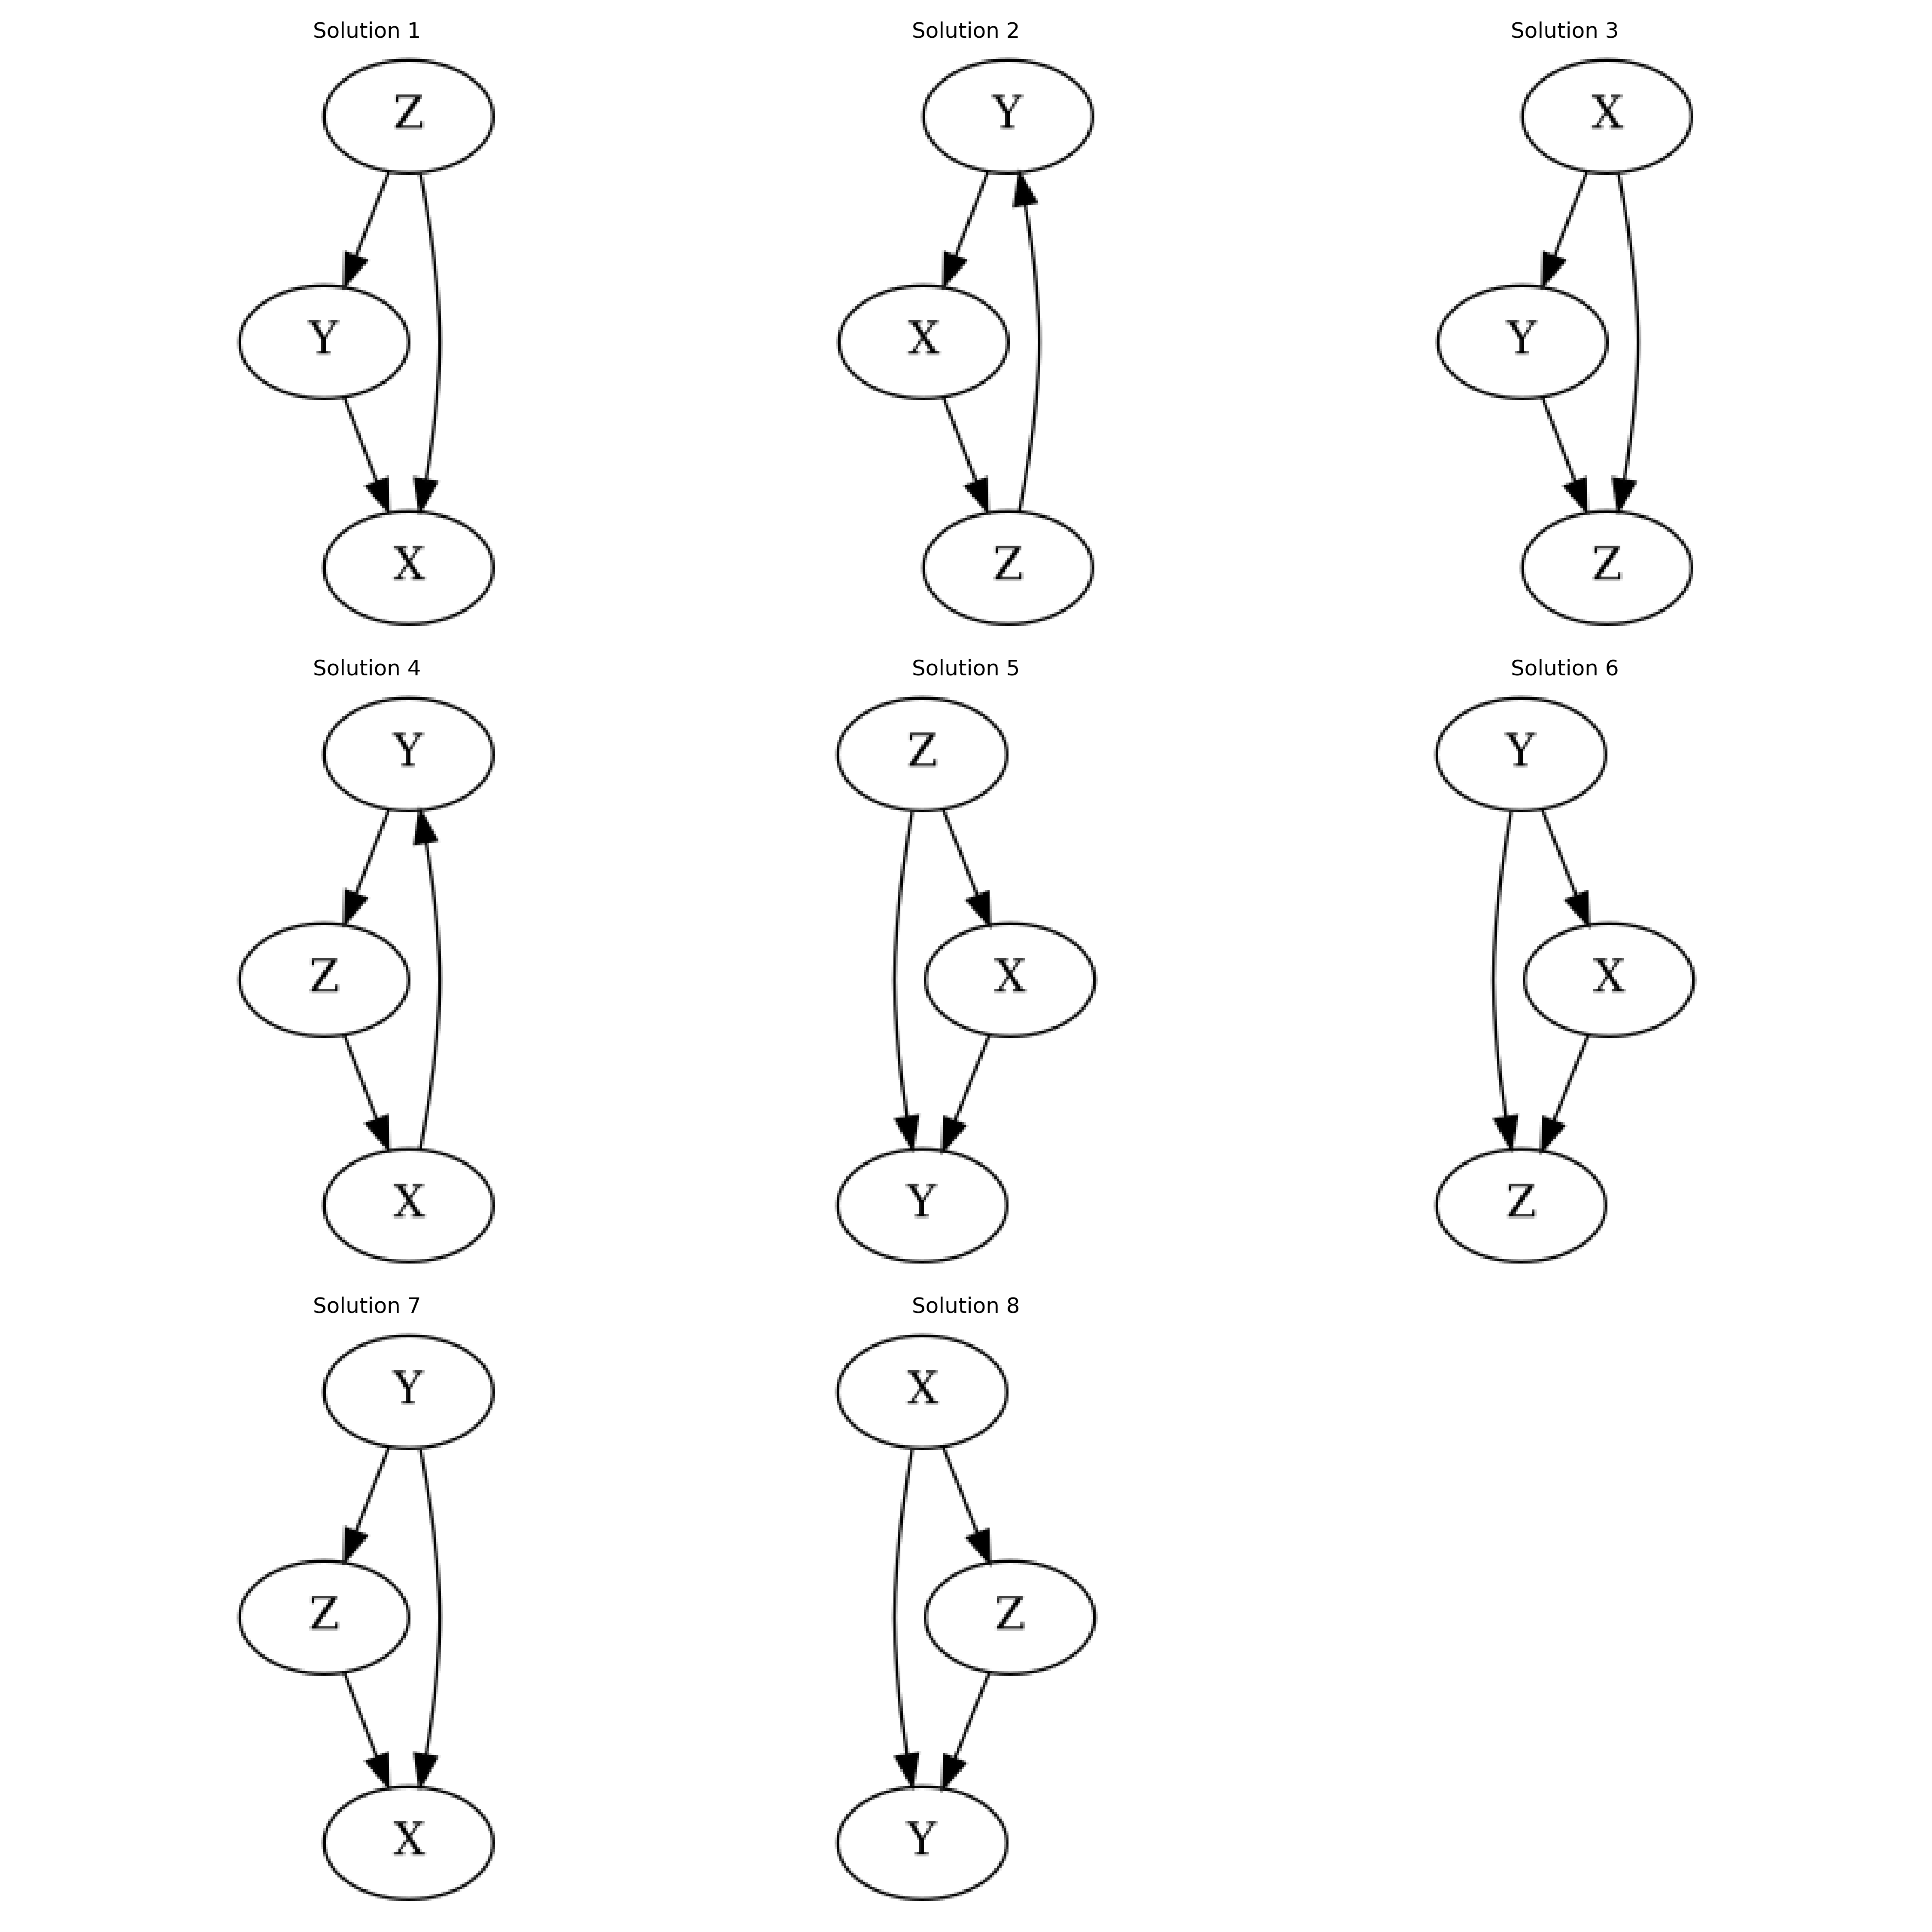 Solution 1
Z
Y
X
Solution 2
Y
X
Z
Solution 3
X
Y
Z
Solution 4
Y
Z
X
Solution 5
Z
X
Y
Solution 6
Y
X
Z
Solution 7
Y
Z
X
Solution 8
X
Z
Y